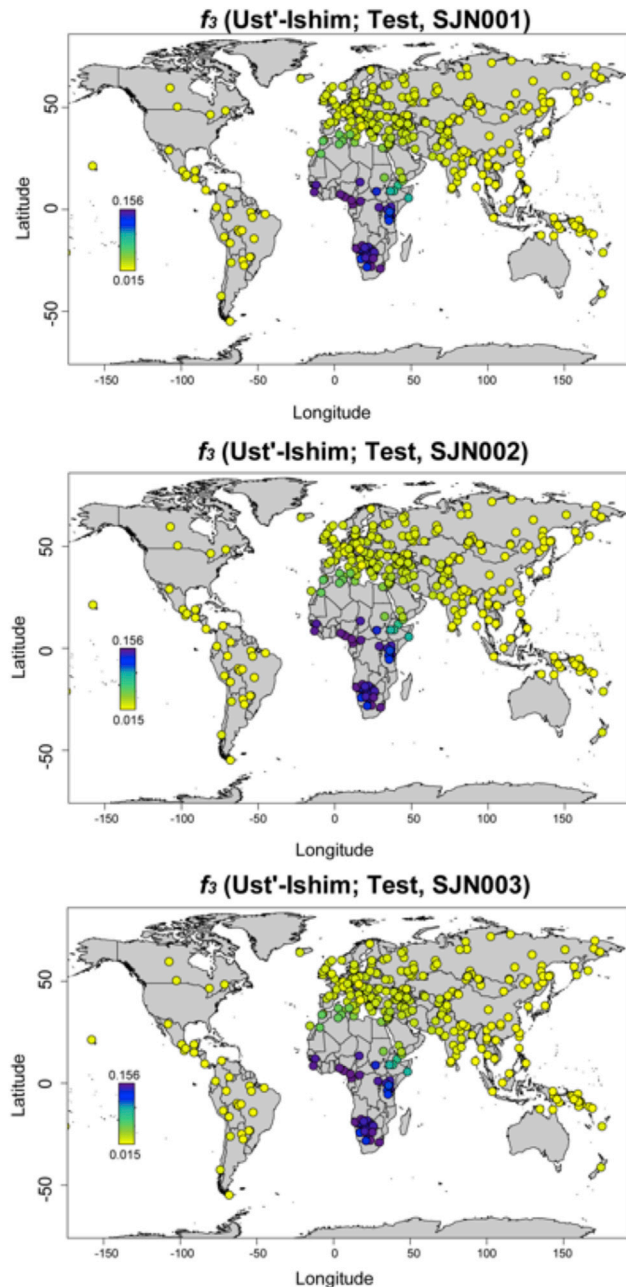 f3 (Ust'-Ishim; Test, SJN001)
Latitude
50
0
-50
0.156
0.015
-150 -100 -50 0 50 100 150
Longitude
f3 (Ust'-Ishim; Test, SJN002)
Latitude
50
0
-50
0.156
0.015
-150 -100 -50 0 50 100 150
Longitude
f3 (Ust'-Ishim; Test, SJN003)
Latitude
50
0
-50
0.156
0.015
-150 -100 -50 0 50 100 150
Longitude